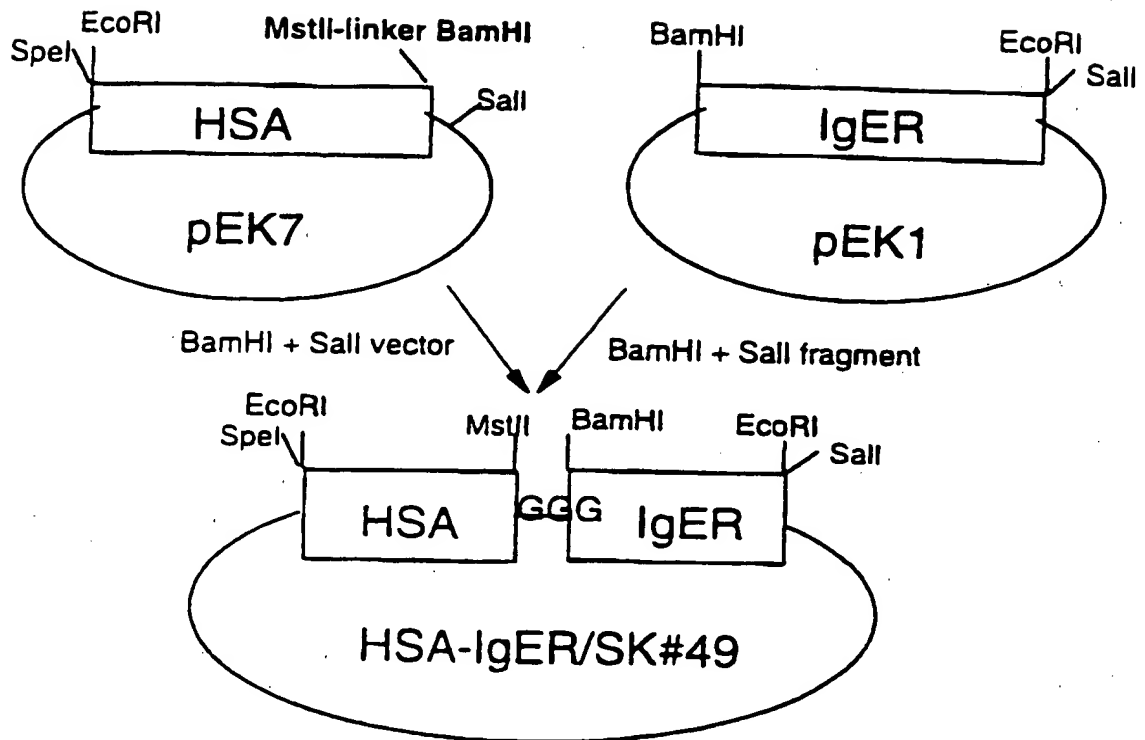 EcoRI
SpeI
MstII-linker BamHI
SalI
HSA
pEK7
BamHI
EcoRI
SalI
IgER
pEK1
BamHI + SalI vector
BamHI + SalI fragment
EcoRI
SpeI
MstII
BamHI
EcoRI
SalI
HSA
GGG
IgER
HSA-IgER/SK#49